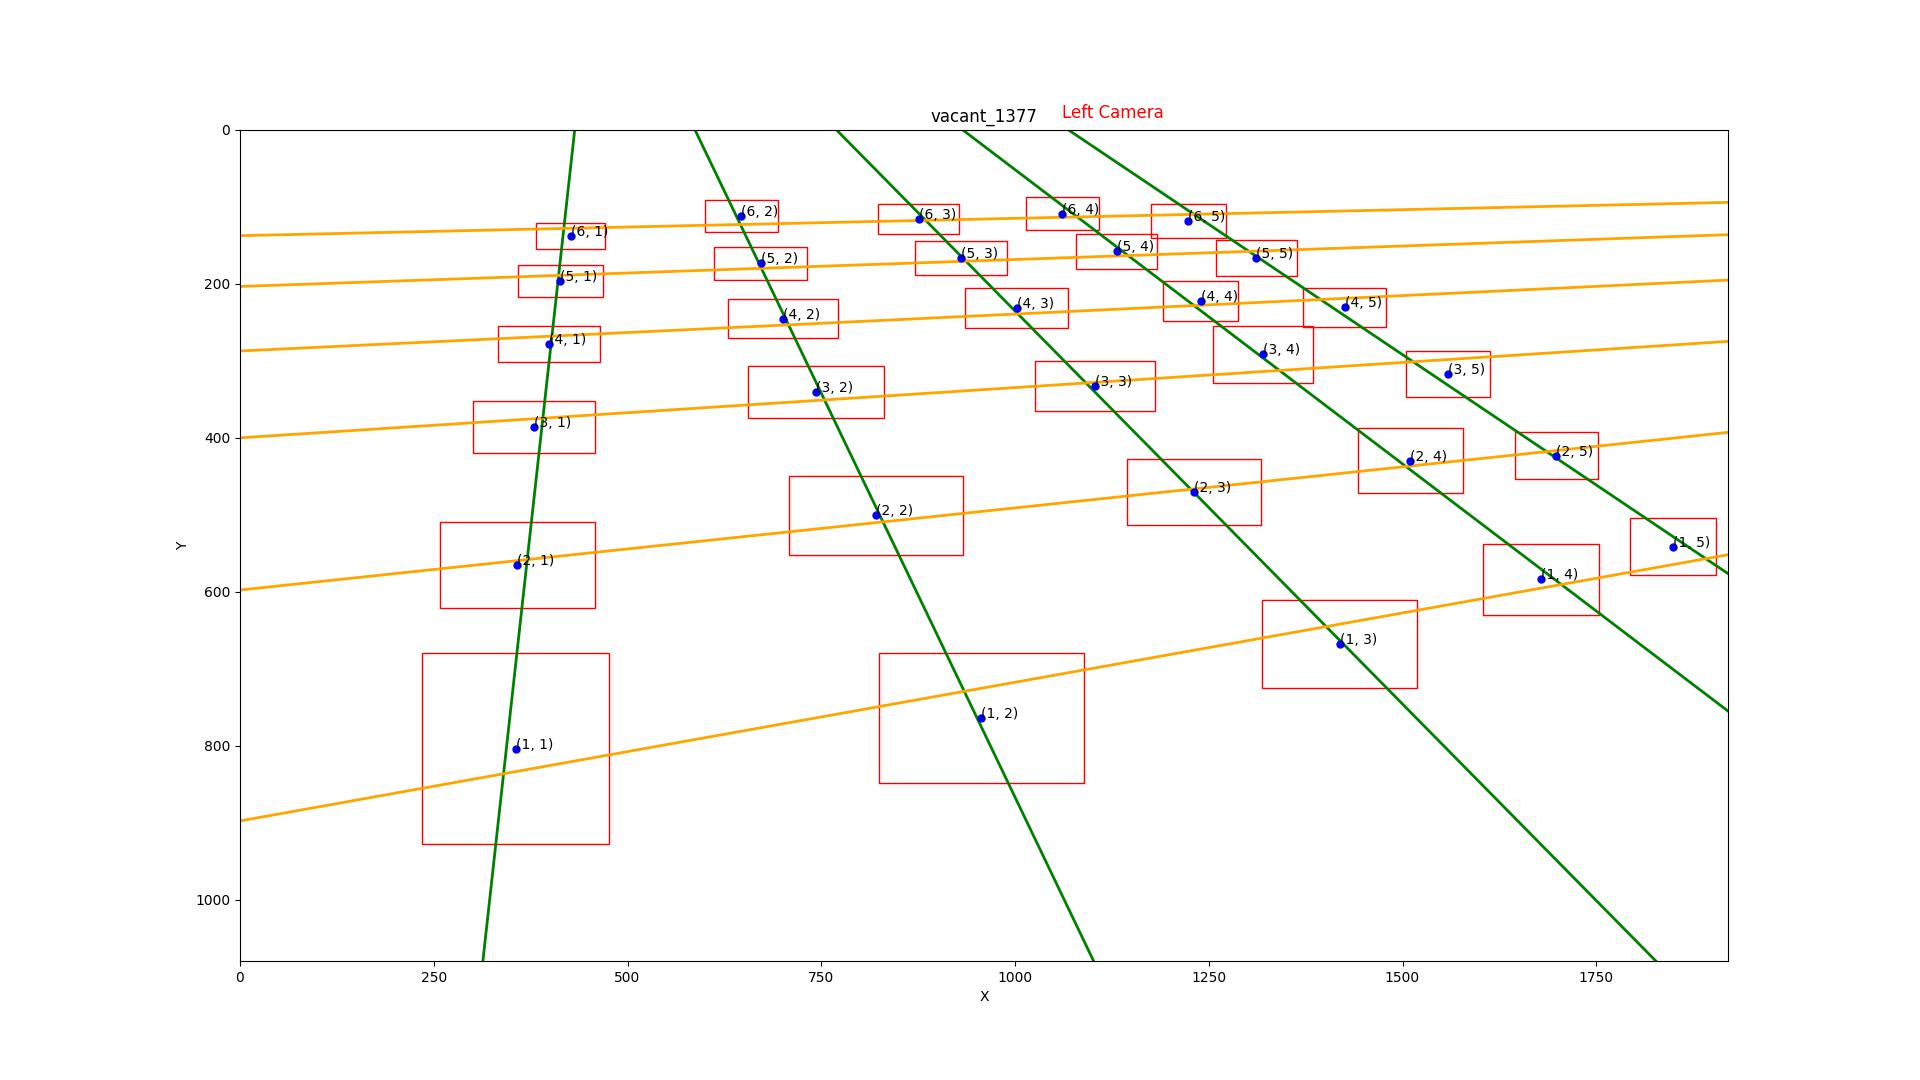 vacant_1377 Left Camera
0
(6, 1) (6, 2) (6, 3) (6, 4) (6, 5)
(5, 1) (5, 2) (5, 3) (5, 4) (5, 5)
200
(4, 1) (4, 2) (4, 3) (4, 4) (4, 5)
(3, 1) (3, 2) (3, 3) (3, 4) (3, 5)
400
(2, 1) (2, 2) (2, 3) (2, 4) (2, 5)
Y
600
(1, 1) (1, 2) (1, 3) (1, 4) (1, 5)
800
1000
0 250 500 750 1000 1250 1500 1750
X